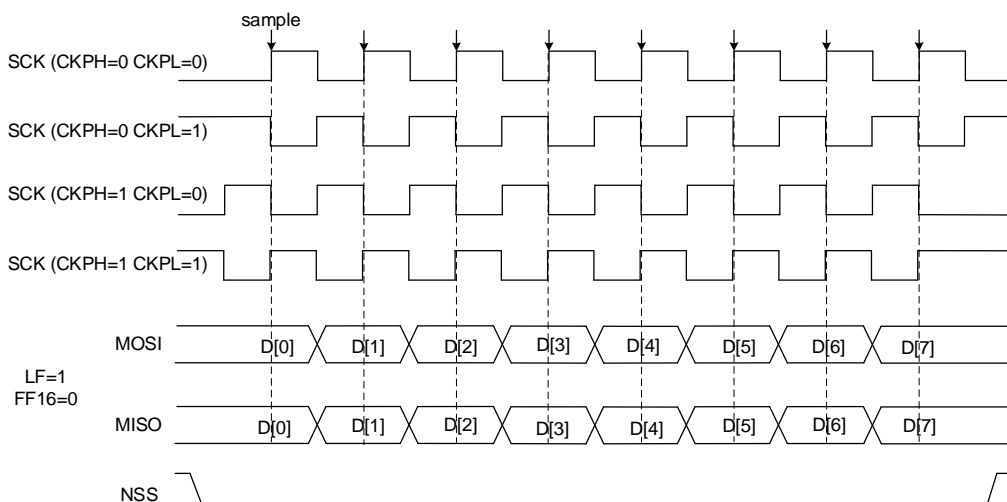 sample
SCK (CKPH=0 CKPL=0)
SCK (CKPH=0 CKPL=1)
SCK (CKPH=1 CKPL=0)
SCK (CKPH=1 CKPL=1)
MOSI
D[0] D[1] D[2] D[3] D[4] D[5] D[6] D[7]
LF=1
FF16=0
MISO
D[0] D[1] D[2] D[3] D[4] D[5] D[6] D[7]
NSS